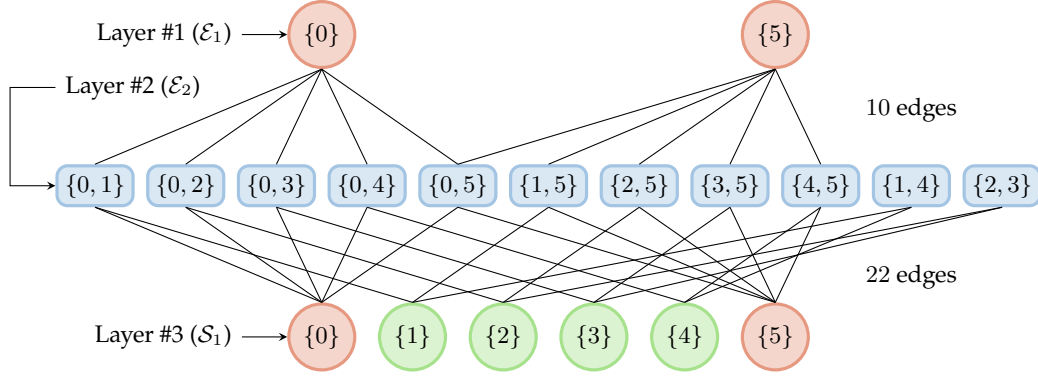 Layer #1 (ℰ₁) {0} {5}
Layer #2 (ℰ₂)
10 edges
{0, 1} {0, 2} {0, 3} {0, 4} {0, 5} {1, 5} {2, 5} {3, 5} {4, 5} {1, 4} {2, 3}
22 edges
Layer #3 (𝒮₁) {0} {1} {2} {3} {4} {5}